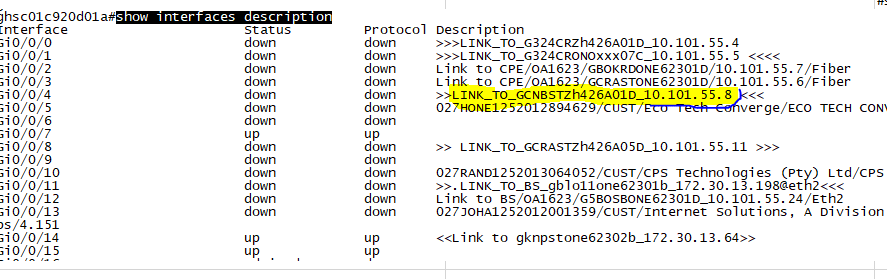 ghsc01c920d01a#show interfaces description
Interface Status Protocol Description
Gi0/0/0 down down >>>LINK_TO_G324CRZh426A01D_10.101.55.4
Gi0/0/1 down down >>>LINK_TO_G324CRONOxxx07C_10.101.55.5 <<<<
Gi0/0/2 down down Link to CPE/OA1623/GBOKRDONE62301D/10.101.55.7/Fiber
Gi0/0/3 down down Link to CPE/OA1623/GCRASTONE62301D/10.101.55.6/Fiber
Gi0/0/4 down down >>LINK_TO_GCNBSTZh426A01D_10.101.55.8 <<<
down down 027HONE1252012894629/CUST/Eco Tech Converge/ECO TECH CONV
Gi0/0/6 down down
Gi0/0/7 up up
Gi0/0/8 down down >> LINK_TO_GCRASTZh426A05D_10.101.55.11 >>>
Gi0/0/9 down down
Gi0/0/10 down down 027RAND1252013064052/CUST/CPS Technologies (Pty) Ltd/CPS
Gi0/0/11 down down >>.LINK_TO_BS_gblo11one62301b_172.30.13.198@eth2<<<
Gi0/0/12 down down Link to BS/OA1623/G5BOSBONE62301D_10.101.55.24/Eth2
Gi0/0/13 down down 027JOHA1252012001359/CUST/Internet Solutions, A Division
os/4.151
Gi0/0/14 up up <<Link to gknpstone62302b_172.30.13.64>>
Gi0/0/15 up up